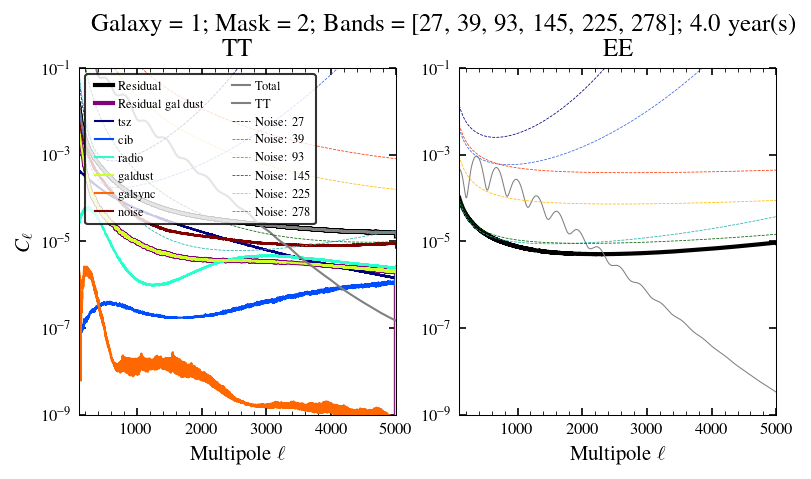 Galaxy = 1; Mask = 2; Bands = [27, 39, 93, 145, 225, 278]; 4.0 year(s)
TT
EE
10⁻¹
10⁻³
10⁻⁵
10⁻⁷
10⁻⁹
C_ℓ
Residual
Residual gal dust
tsz
cib
radio
galdust
galsync
noise
Total
TT
Noise: 27
Noise: 39
Noise: 93
Noise: 145
Noise: 225
Noise: 278
1000 2000 3000 4000 5000
Multipole ℓ
10⁻¹
10⁻³
10⁻⁵
10⁻⁷
10⁻⁹
1000 2000 3000 4000 5000
Multipole ℓ